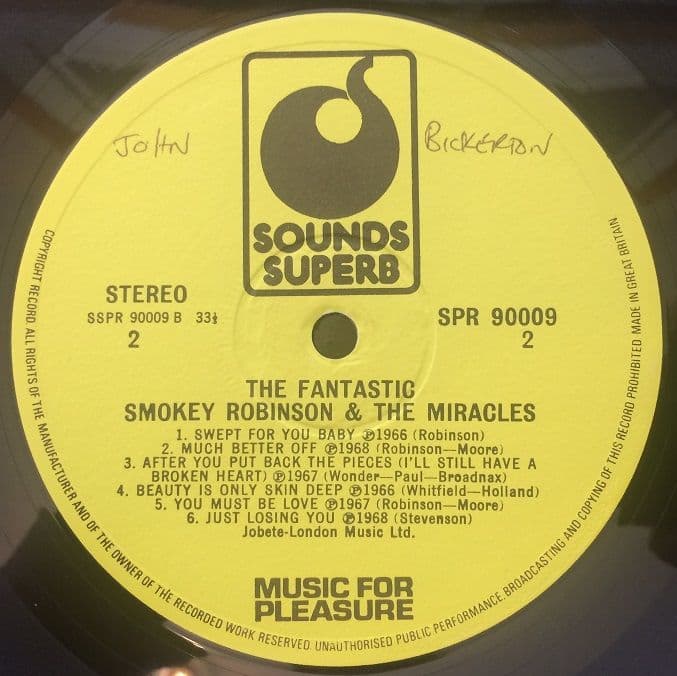 JOHN BICKERTON
SOUNDS
SUPERB
STEREO
SSPR 90009 B 33⅓
2
SPR 90009
2
THE FANTASTIC
SMOKEY ROBINSON & THE MIRACLES
1. SWEPT FOR YOU BABY ℗1966 (Robinson)
2. MUCH BETTER OFF ℗1968 (Robinson—Moore)
3. AFTER YOU PUT BACK THE PIECES (I'LL STILL HAVE A
BROKEN HEART) ℗1967 (Wonder—Paul—Broadnax)
4. BEAUTY IS ONLY SKIN DEEP ℗1966 (Whitfield—Holland)
5. YOU MUST BE LOVE ℗1967 (Robinson—Moore)
6. JUST LOSING YOU ℗1968 (Stevenson)
Jobete-London Music Ltd.
MUSIC FOR
PLEASURE
COPYRIGHT RECORD. ALL RIGHTS OF THE MANUFACTURER AND OF THE OWNER OF THE RECORDED WORK RESERVED. UNAUTHORISED PUBLIC PERFORMANCE, BROADCASTING AND COPYING OF THIS RECORD PROHIBITED. MADE IN GREAT BRITAIN